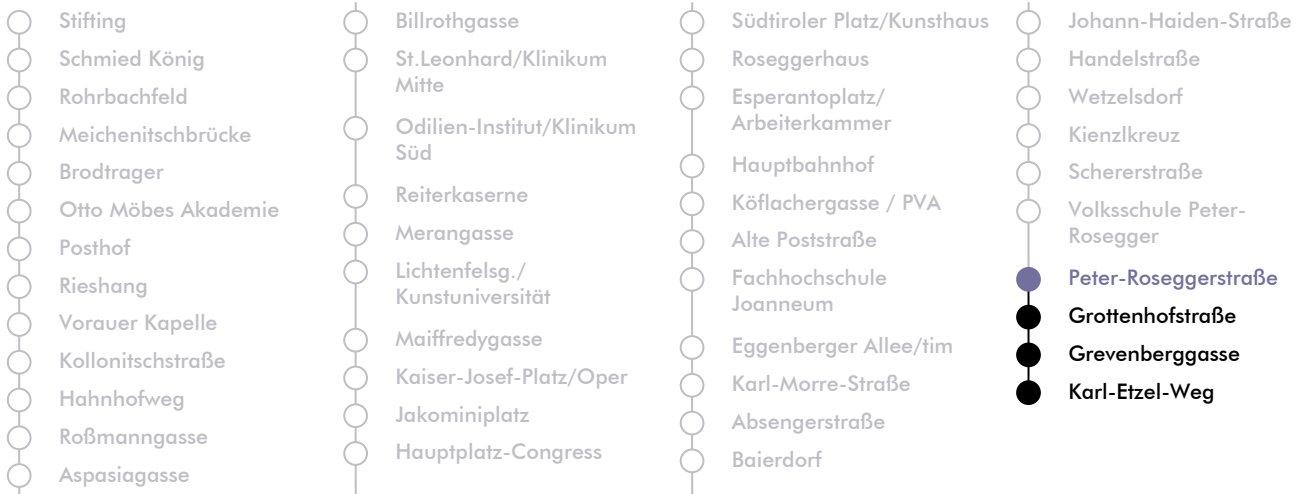 Stifting
Schmied König
Rohrbachfeld
Meichenitschbrücke
Brodtrager
Otto Möbes Akademie
Posthof
Rieshang
Vorauer Kapelle
Kollonitschstraße
Hahnhofweg
Roßmanngasse
Aspasiagasse
Billrothgasse
St.Leonhard/Klinikum
Mitte
Odilien-Institut/Klinikum
Süd
Reiterkaserne
Merangasse
Lichtenfelsg./
Kunstuniversität
Maiffredygasse
Kaiser-Josef-Platz/Oper
Jakominiplatz
Hauptplatz-Congress
Südtiroler Platz/Kunsthaus
Roseggerhaus
Esperantoplatz/
Arbeiterkammer
Hauptbahnhof
Köflachergasse / PVA
Alte Poststraße
Fachhochschule
Joanneum
Eggenberger Allee/tim
Karl-Morre-Straße
Absengerstraße
Baierdorf
Johann-Haiden-Straße
Handelstraße
Wetzelsdorf
Kienzlkreuz
Schererstraße
Volksschule Peter-
Rosegger
Peter-Roseggerstraße
Grottenhofstraße
Grevenberggasse
Karl-Etzel-Weg